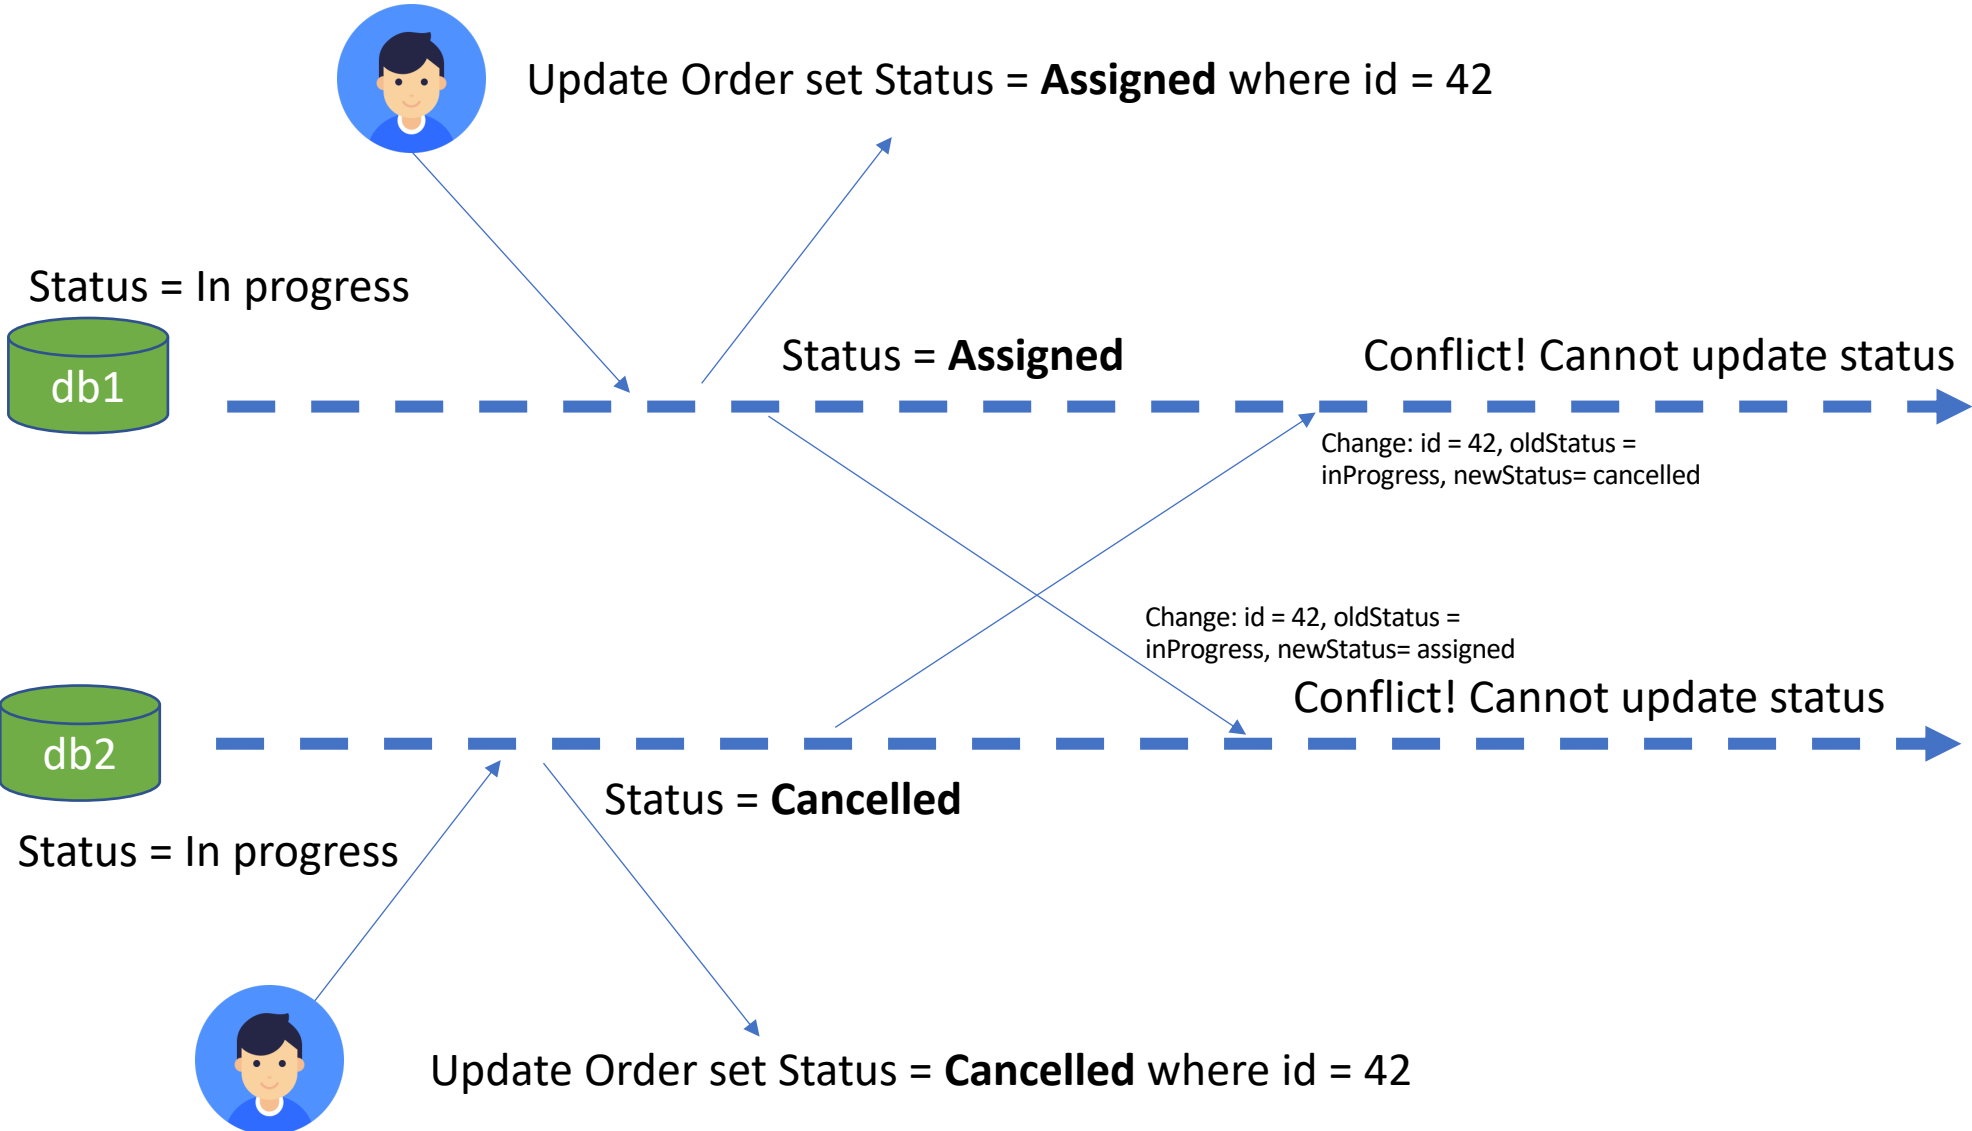 Update Order set Status = Assigned where id = 42
Status = In progress
db1
Status = Assigned
Conflict! Cannot update status
Change: id = 42, oldStatus =
inProgress, newStatus= cancelled
Change: id = 42, oldStatus =
inProgress, newStatus= assigned
Conflict! Cannot update status
db2
Status = Cancelled
Status = In progress
Update Order set Status = Cancelled where id = 42